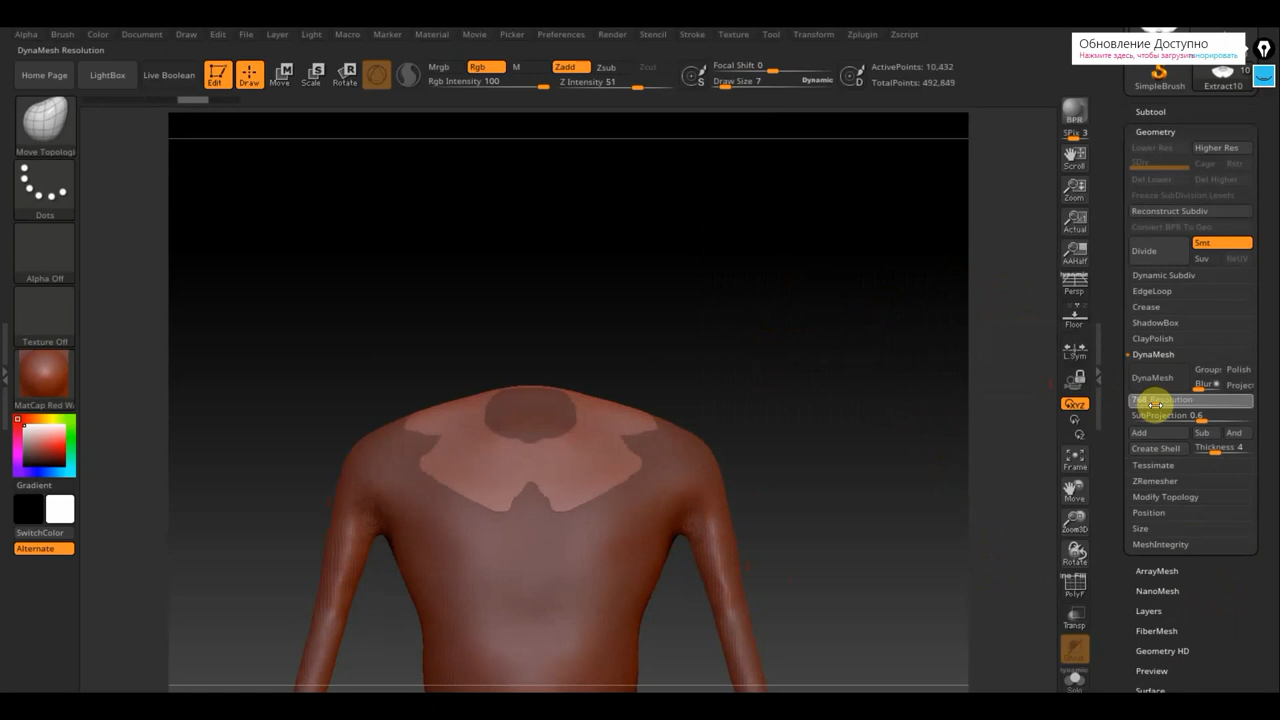 Alpha Brush Color Document Draw Edit File Layer Light Macro Marker Material Movie Picker Preferences Render Stencil Stroke Texture Tool Transform Zplugin Zscript
DynaMesh Resolution
Обновление Доступно
Нажмите здесь, чтобы загрузить
игнорировать
Home Page
LightBox
Live Boolean
Edit
Draw
Move
Scale
Rotate
Mrgb Rgb M
Rgb Intensity 100
Zadd Zsub Zcut
Z Intensity 51
S
Focal Shift 0
Draw Size 7 Dynamic
D
ActivePoints: 10,432
TotalPoints: 492,849
SimpleBrush
10
Extract10
Move Topologi
Dots
Alpha Off
Texture Off
MatCap Red W
Gradient
SwitchColor
Alternate
BPR
SPix 3
Scroll
Zoom
Actual
AAHalf
Persp
Floor
L.Sym
XYZ
Y
Z
Frame
Move
Zoom3D
Rotate
PolyF
Transp
Ghost
Solo
Subtool
Geometry
Lower Res Higher Res
SDiv Cage Rstr
Del Lower Del Higher
Freeze SubDivision Levels
Reconstruct Subdiv
Convert BPR To Geo
Divide Smt
Suv ReUV
Dynamic Subdiv
EdgeLoop
Crease
ShadowBox
ClayPolish
DynaMesh
DynaMesh Groups Polish
Blur Project
768 Resolution
SubProjection 0.6
Add Sub And
Create Shell Thickness 4
Tessimate
ZRemesher
Modify Topology
Position
Size
MeshIntegrity
ArrayMesh
NanoMesh
Layers
FiberMesh
Geometry HD
Preview
Surface